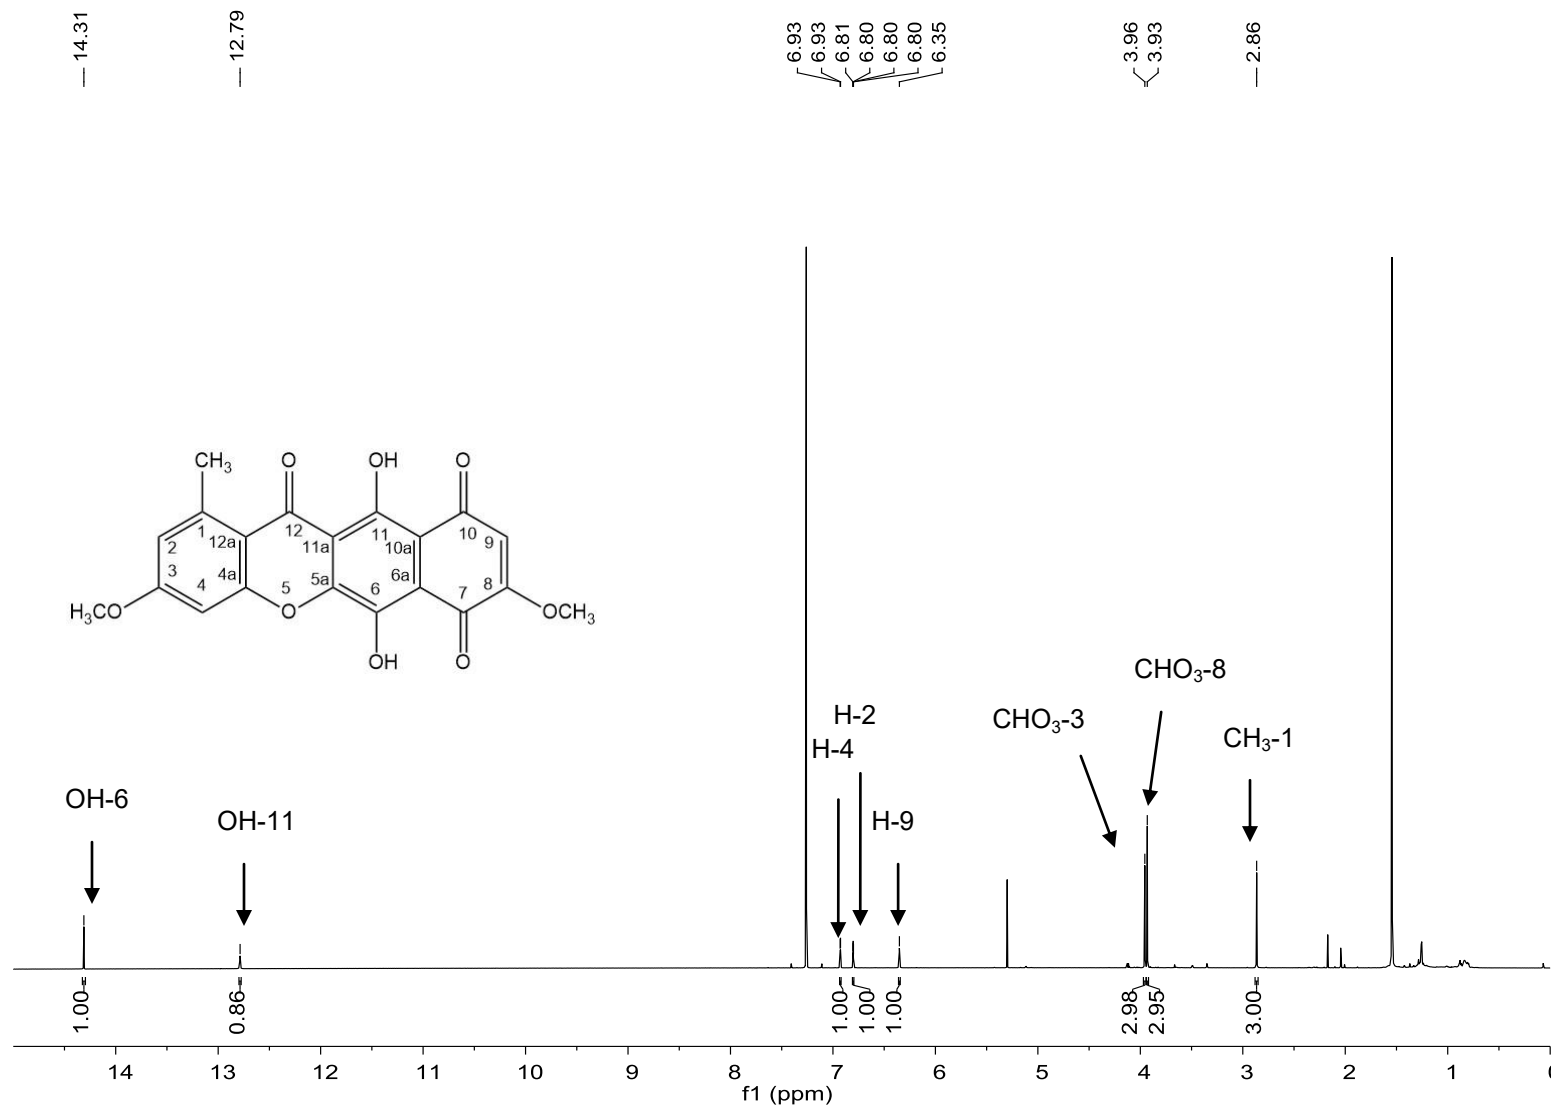 14.31
12.79
6.93
6.93
6.81
6.80
6.80
6.80
6.35
3.96
3.93
2.86
CH3 O OH O
1 12 11 10
2 12a 11a 10a 9
3 4 4a 5 5a 6 6a 7 8
H3CO O OCH3
OH O
CHO3-8
H-2
CHO3-3
CH3-1
H-4
OH-6
OH-11
H-9
1.00
0.86
1.00
1.00
1.00
2.98
2.95
3.00
14 13 12 11 10 9 8 7 6 5 4 3 2 1
f1 (ppm)